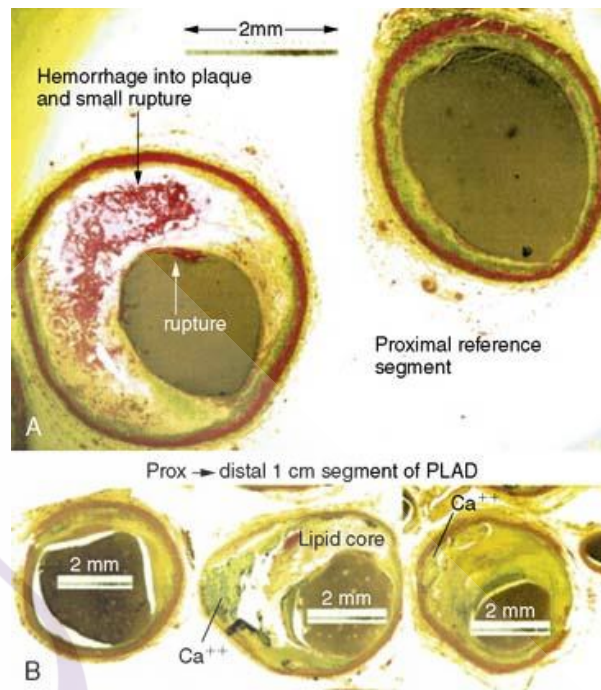 2mm
Hemorrhage into plaque
and small rupture
rupture
Proximal reference
segment
A
Prox → distal 1 cm segment of PLAD
2 mm
Ca++
Lipid core
2 mm
Ca++
2 mm
B